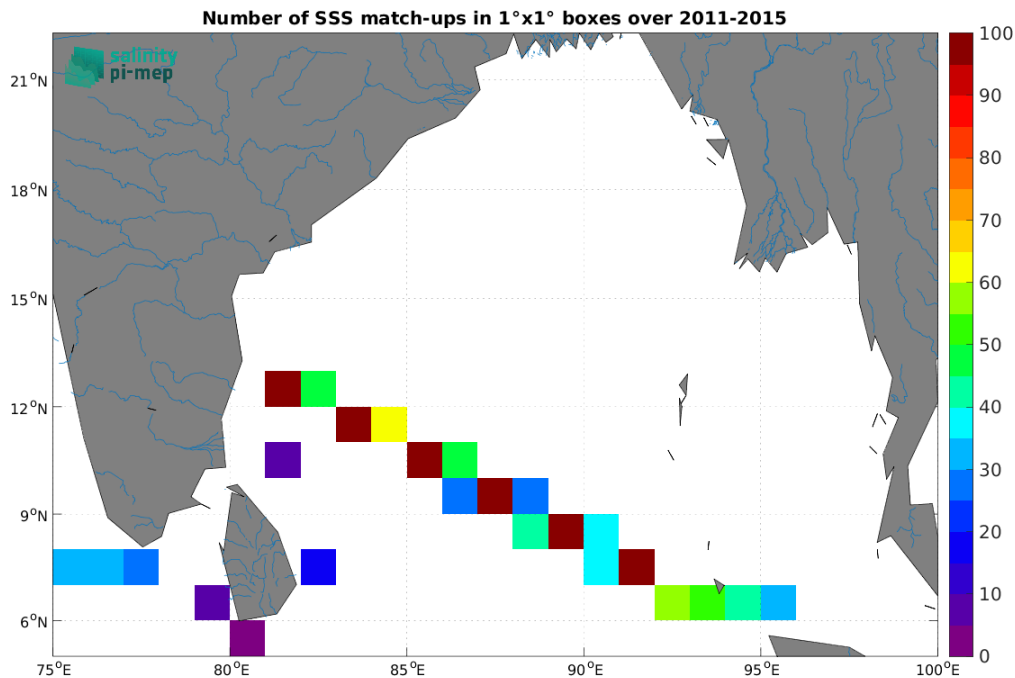 Number of SSS match-ups in 1°x1° boxes over 2011-2015
salinity
pi-mep
21°N
18°N
15°N
12°N
9°N
6°N
75°E
80°E
85°E
90°E
95°E
100°E
100
90
80
70
60
50
40
30
20
10
0